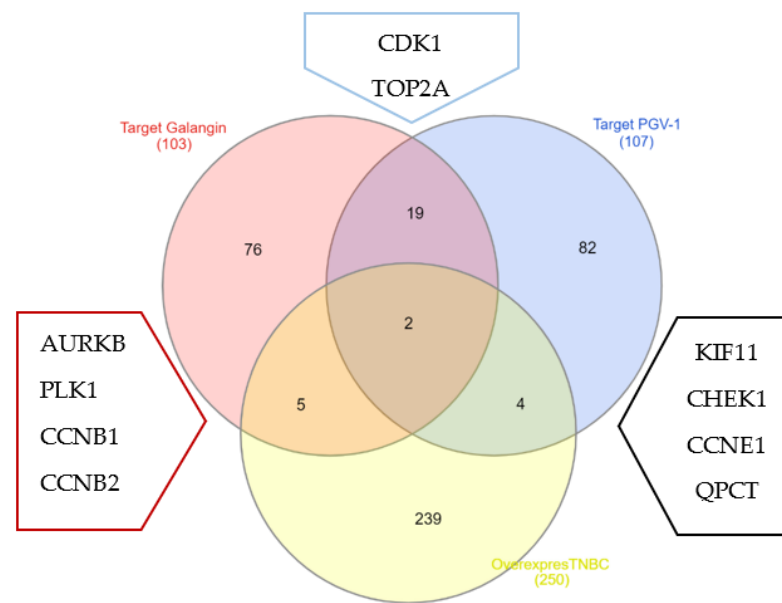 CDK1
TOP2A
Target Galangin
(103)
Target PGV-1
(107)
19
76
82
2
5
4
239
AURKB
PLK1
CCNB1
CCNB2
KIF11
CHEK1
CCNE1
QPCT
OverexpresTNBC
(250)